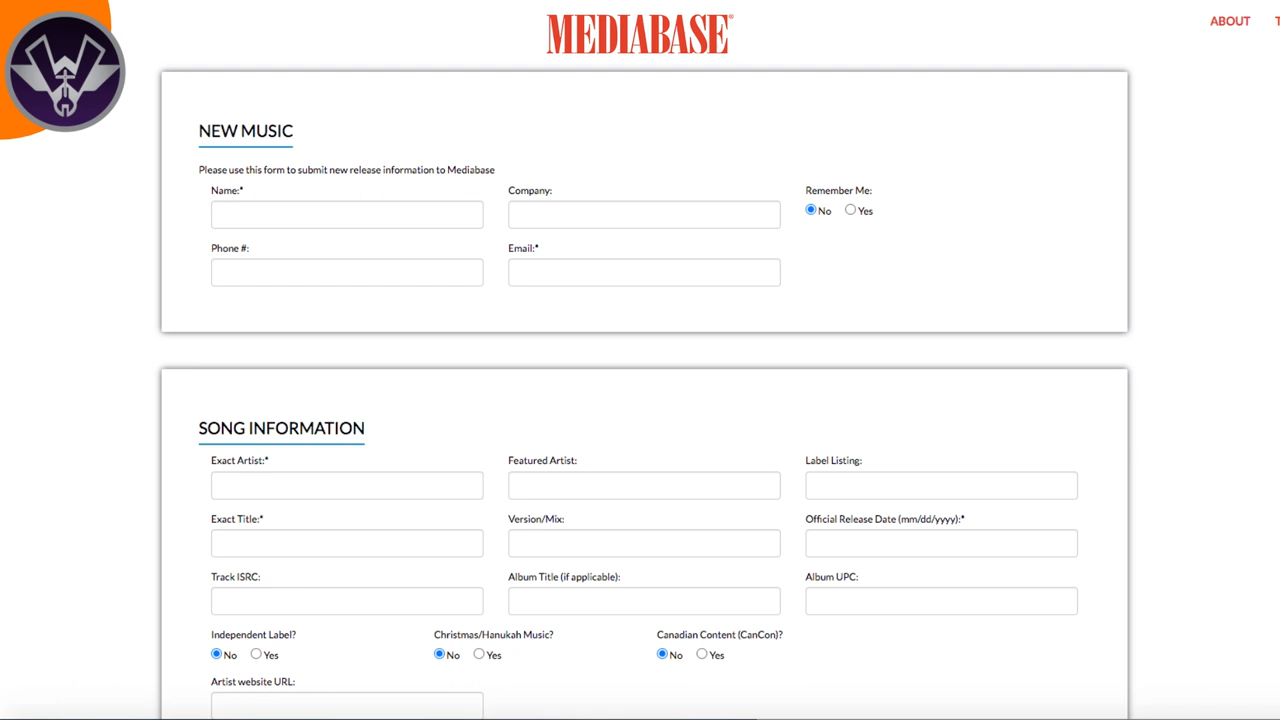 MEDIABASE®
ABOUT
NEW MUSIC
Please use this form to submit new release information to Mediabase
Name:* Company: Remember Me:
No Yes
Phone #: Email:*
SONG INFORMATION
Exact Artist:* Featured Artist: Label Listing:
Exact Title:* Version/Mix: Official Release Date (mm/dd/yyyy):*
Track ISRC: Album Title (if applicable): Album UPC:
Independent Label? Christmas/Hanukah Music? Canadian Content (CanCon)?
No Yes No Yes No Yes
Artist website URL: